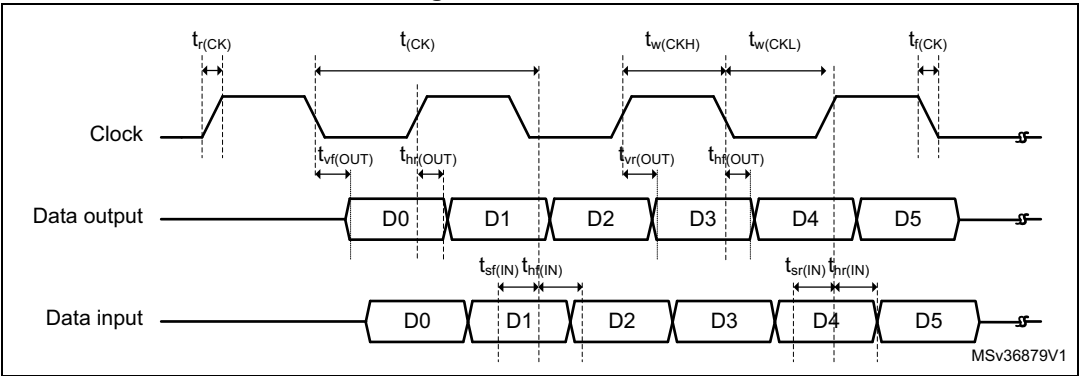 tr(CK) t(CK) tw(CKH) tw(CKL) tf(CK)
Clock
tvf(OUT) thr(OUT) tvr(OUT) thf(OUT)
Data output D0 D1 D2 D3 D4 D5
tsf(IN) thf(IN) tsr(IN) thr(IN)
Data input D0 D1 D2 D3 D4 D5
MSv36879V1